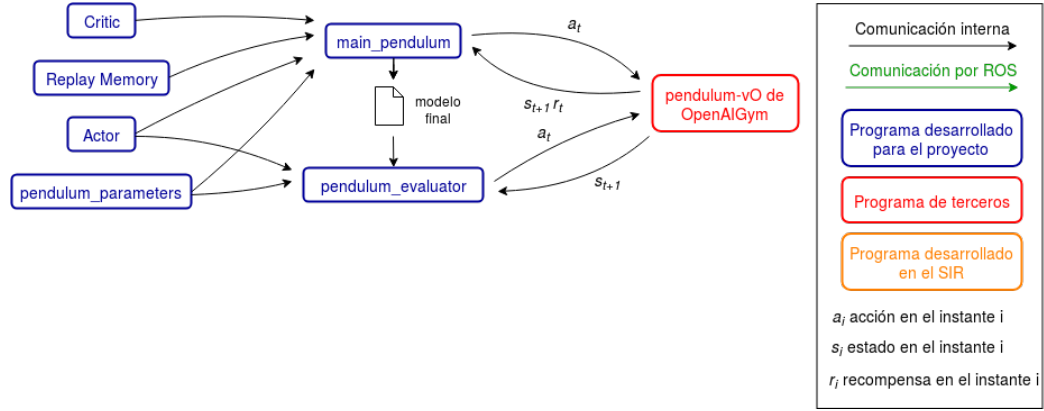 Critic
Replay Memory
Actor
pendulum_parameters
main_pendulum
modelo
final
pendulum_evaluator
a_t
s_{t+1} r_t
a_t
s_{t+1}
pendulum-vO de
OpenAIGym
Comunicación interna
Comunicación por ROS
Programa desarrollado
para el proyecto
Programa de terceros
Programa desarrollado
en el SIR
a_i acción en el instante i
s_i estado en el instante i
r_i recompensa en el instante i